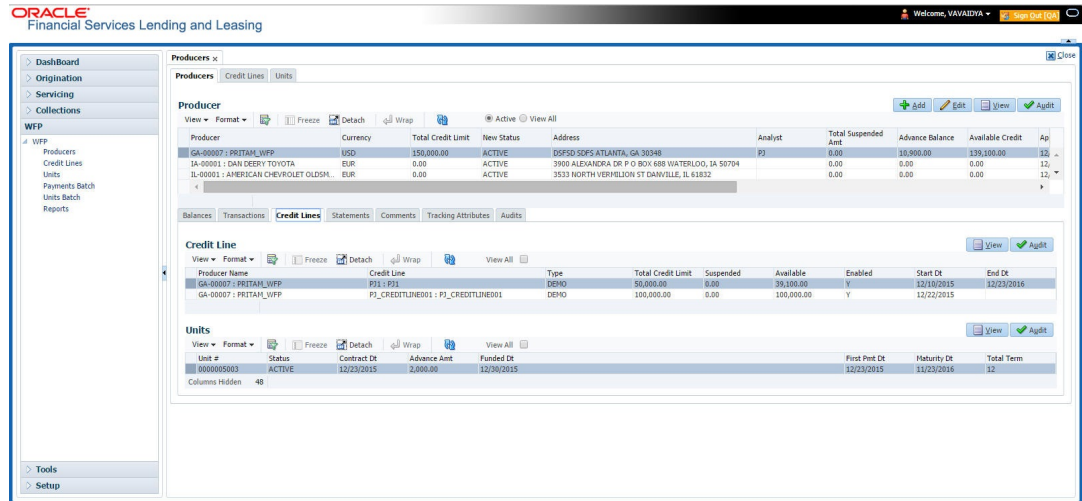 ORACLE'
Financial Services Lending and Leasing
Welcome, VAVAIDYA
Sign Out [QA]
DashBoard
Origination
Servicing
Collections
WFP
WFP
Producers
Credit Lines
Units
Payments Batch
Units Batch
Reports
Tools
Setup
Producers x
Close
Producers Credit Lines Units
Producer
Add Edit View Audit
View Format Freeze Detach Wrap Active View All
Producer Currency Total Credit Limit New Status Address Analyst Total Suspended Amt Advance Balance Available Credit Ap
GA-00007 : PRITAM_WFP USD 150,000.00 ACTIVE DSFSD SDFS ATLANTA, GA 30348 PJ 0.00 10,900.00 139,100.00 12,
IA-00001 : DAN DEERY TOYOTA EUR 0.00 ACTIVE 3900 ALEXANDRA DR P O BOX 688 WATERLOO, IA 50704 0.00 0.00 0.00 12,
IL-00001 : AMERICAN CHEVROLET OLDSM... EUR 0.00 ACTIVE 3533 NORTH VERMILION ST DANVILLE, IL 61832 0.00 0.00 0.00 12,
Balances Transactions Credit Lines Statements Comments Tracking Attributes Audits
Credit Line
View Audit
View Format Freeze Detach Wrap View All
Producer Name Credit Line Type Total Credit Limit Suspended Available Enabled Start Dt End Dt
GA-00007 : PRITAM_WFP PJ1 : PJ1 DEMO 50,000.00 0.00 39,100.00 Y 12/10/2015 12/23/2016
GA-00007 : PRITAM_WFP PJ_CREDITLINE001 : PJ_CREDITLINE001 DEMO 100,000.00 0.00 100,000.00 Y 12/22/2015
Units
View Audit
View Format Freeze Detach Wrap View All
Unit # Status Contract Dt Advance Amt Funded Dt First Pmt Dt Maturity Dt Total Term
0000005003 ACTIVE 12/23/2015 2,000.00 12/30/2015 12/23/2015 11/23/2016 12
Columns Hidden 48